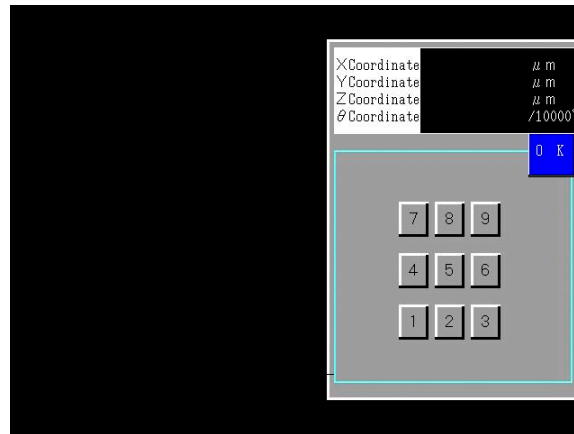 XCoordinate μm
YCoordinate μm
ZCoordinate μm
θCoordinate /10000°
O K
7 8 9
4 5 6
1 2 3